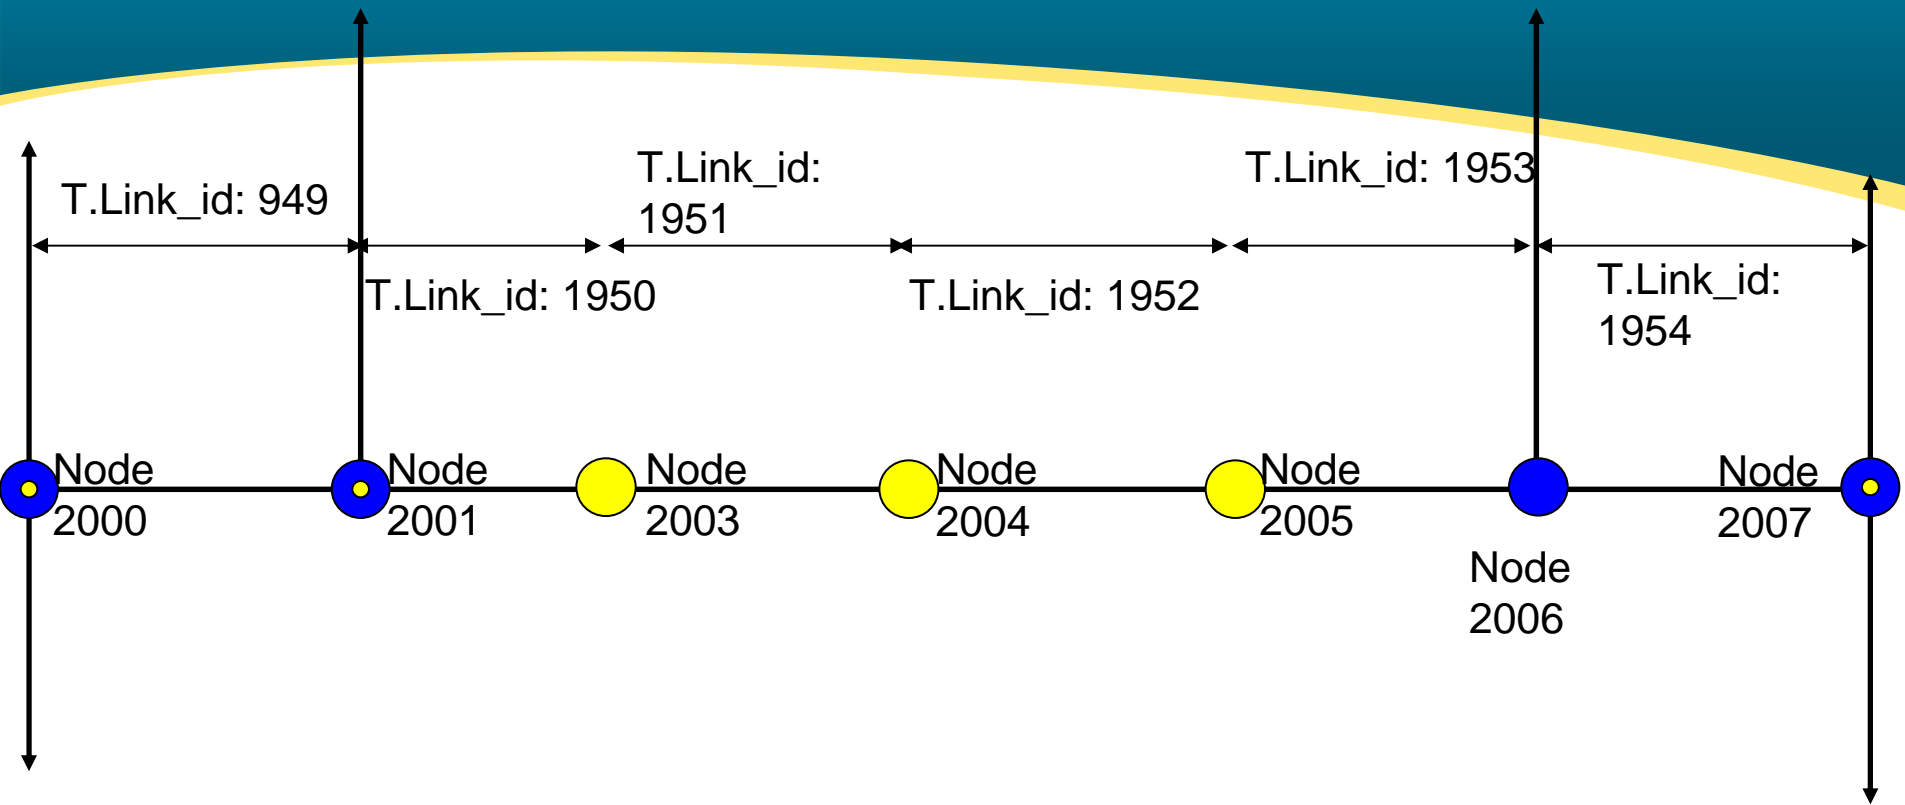 T.Link_id: 949
T.Link_id:
1951
T.Link_id: 1953
T.Link_id: 1950
T.Link_id: 1952
T.Link_id:
1954
Node
2000
Node
2001
Node
2003
Node
2004
Node
2005
Node
2006
Node
2007